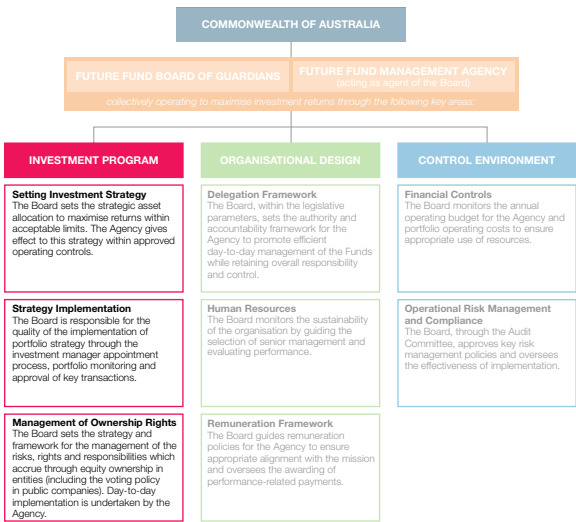 COMMONWEALTH OF AUSTRALIA
FUTURE FUND BOARD OF GUARDIANS
FUTURE FUND MANAGEMENT AGENCY
(acting as agent of the Board)
collectively operating to maximise investment returns through the following key areas:
INVESTMENT PROGRAM
Setting Investment Strategy
The Board sets the strategic asset
allocation to maximise returns within
acceptable limits. The Agency gives
effect to this strategy within approved
operating controls.
Strategy Implementation
The Board is responsible for the
quality of the implementation of
portfolio strategy through the
investment manager appointment
process, portfolio monitoring and
approval of key transactions.
Management of Ownership Rights
The Board sets the strategy and
framework for the management of the
risks, rights and responsibilities which
accrue through equity ownership in
entities (including the voting policy
in public companies). Day-to-day
implementation is undertaken by the
Agency.
ORGANISATIONAL DESIGN
Delegation Framework
The Board, within the legislative
parameters, sets the authority and
accountability framework for the
Agency to promote efficient
day-to-day management of the Funds
while retaining overall responsibility
and control.
Human Resources
The Board monitors the sustainability
of the organisation by guiding the
selection of senior management and
evaluating performance.
Remuneration Framework
The Board guides remuneration
policies for the Agency to ensure
appropriate alignment with the mission
and oversees the awarding of
performance-related payments.
CONTROL ENVIRONMENT
Financial Controls
The Board monitors the annual
operating budget for the Agency and
portfolio operating costs to ensure
appropriate use of resources.
Operational Risk Management
and Compliance
The Board, through the Audit
Committee, approves key risk
management policies and oversees
the effectiveness of implementation.